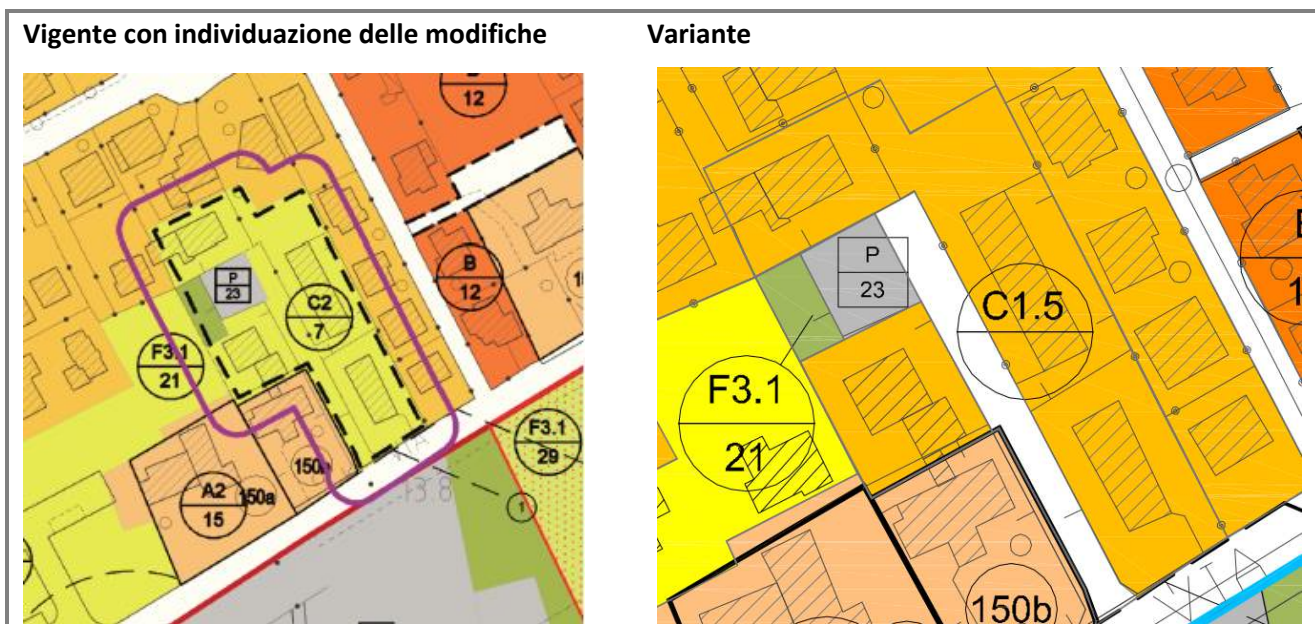 Vigente con individuazione delle modifiche
Variante
12
B
12
P
23
C2
7
F3.1
21
F3.1
29
150b
A2
15
150a
1
P
23
C1.5
F3.1
21
150b